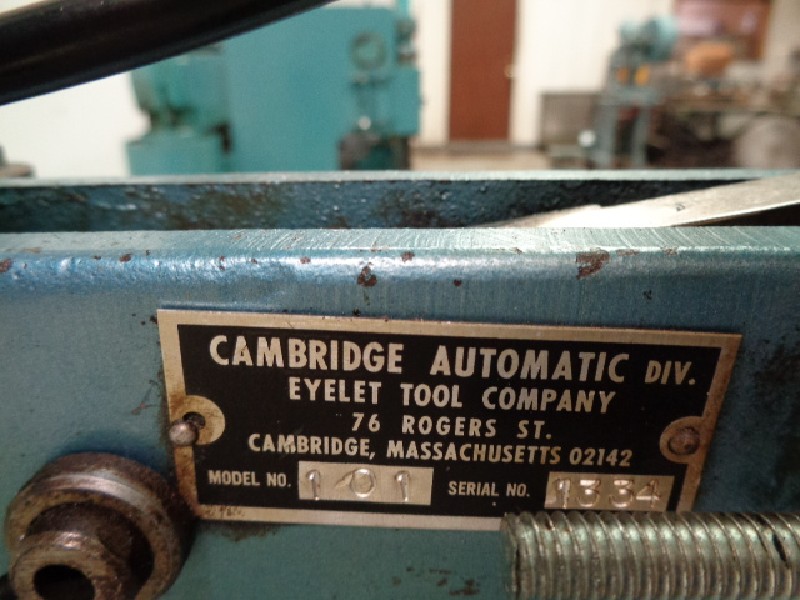 CAMBRIDGE AUTOMATIC DIV.
EYELET TOOL COMPANY
76 ROGERS ST.
CAMBRIDGE, MASSACHUSETTS 02142
MODEL NO. 101 SERIAL NO. 1334